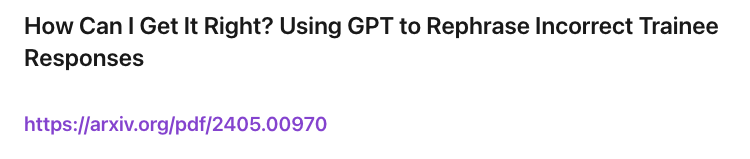 How Can I Get It Right? Using GPT to Rephrase Incorrect Trainee
Responses
https://arxiv.org/pdf/2405.00970